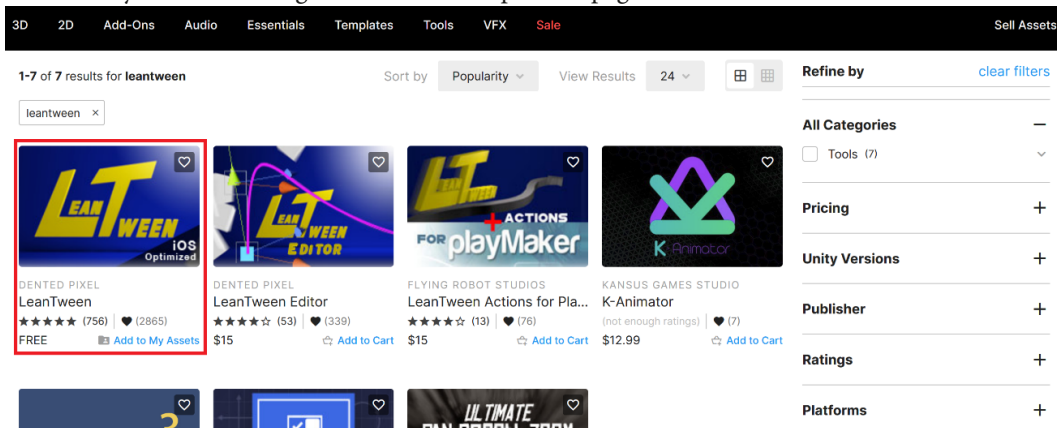 3D 2D Add-Ons Audio Essentials Templates Tools VFX Sale Sell Assets
1-7 of 7 results for leantween
Sort by Popularity View Results 24
leantween ×
LEAN TWEEN
iOS
Optimized
DENTED PIXEL
LeanTween
★★★★★ (756) | ♥ (2865)
FREE Add to My Assets
LEAN TWEEN
EDITOR
DENTED PIXEL
LeanTween Editor
★★★★☆ (53) | ♥ (339)
$15 Add to Cart
LEAN TWEEN
+ ACTIONS
FOR playMaker
FLYING ROBOT STUDIOS
LeanTween Actions for Pla...
★★★★☆ (13) | ♥ (76)
$15 Add to Cart
K Animator
KANSUS GAMES STUDIO
K-Animator
(not enough ratings) | ♥ (7)
$12.99 Add to Cart
3
ULTIMATE
Refine by clear filters
All Categories −
Tools (7)
Pricing +
Unity Versions +
Publisher +
Ratings +
Platforms +